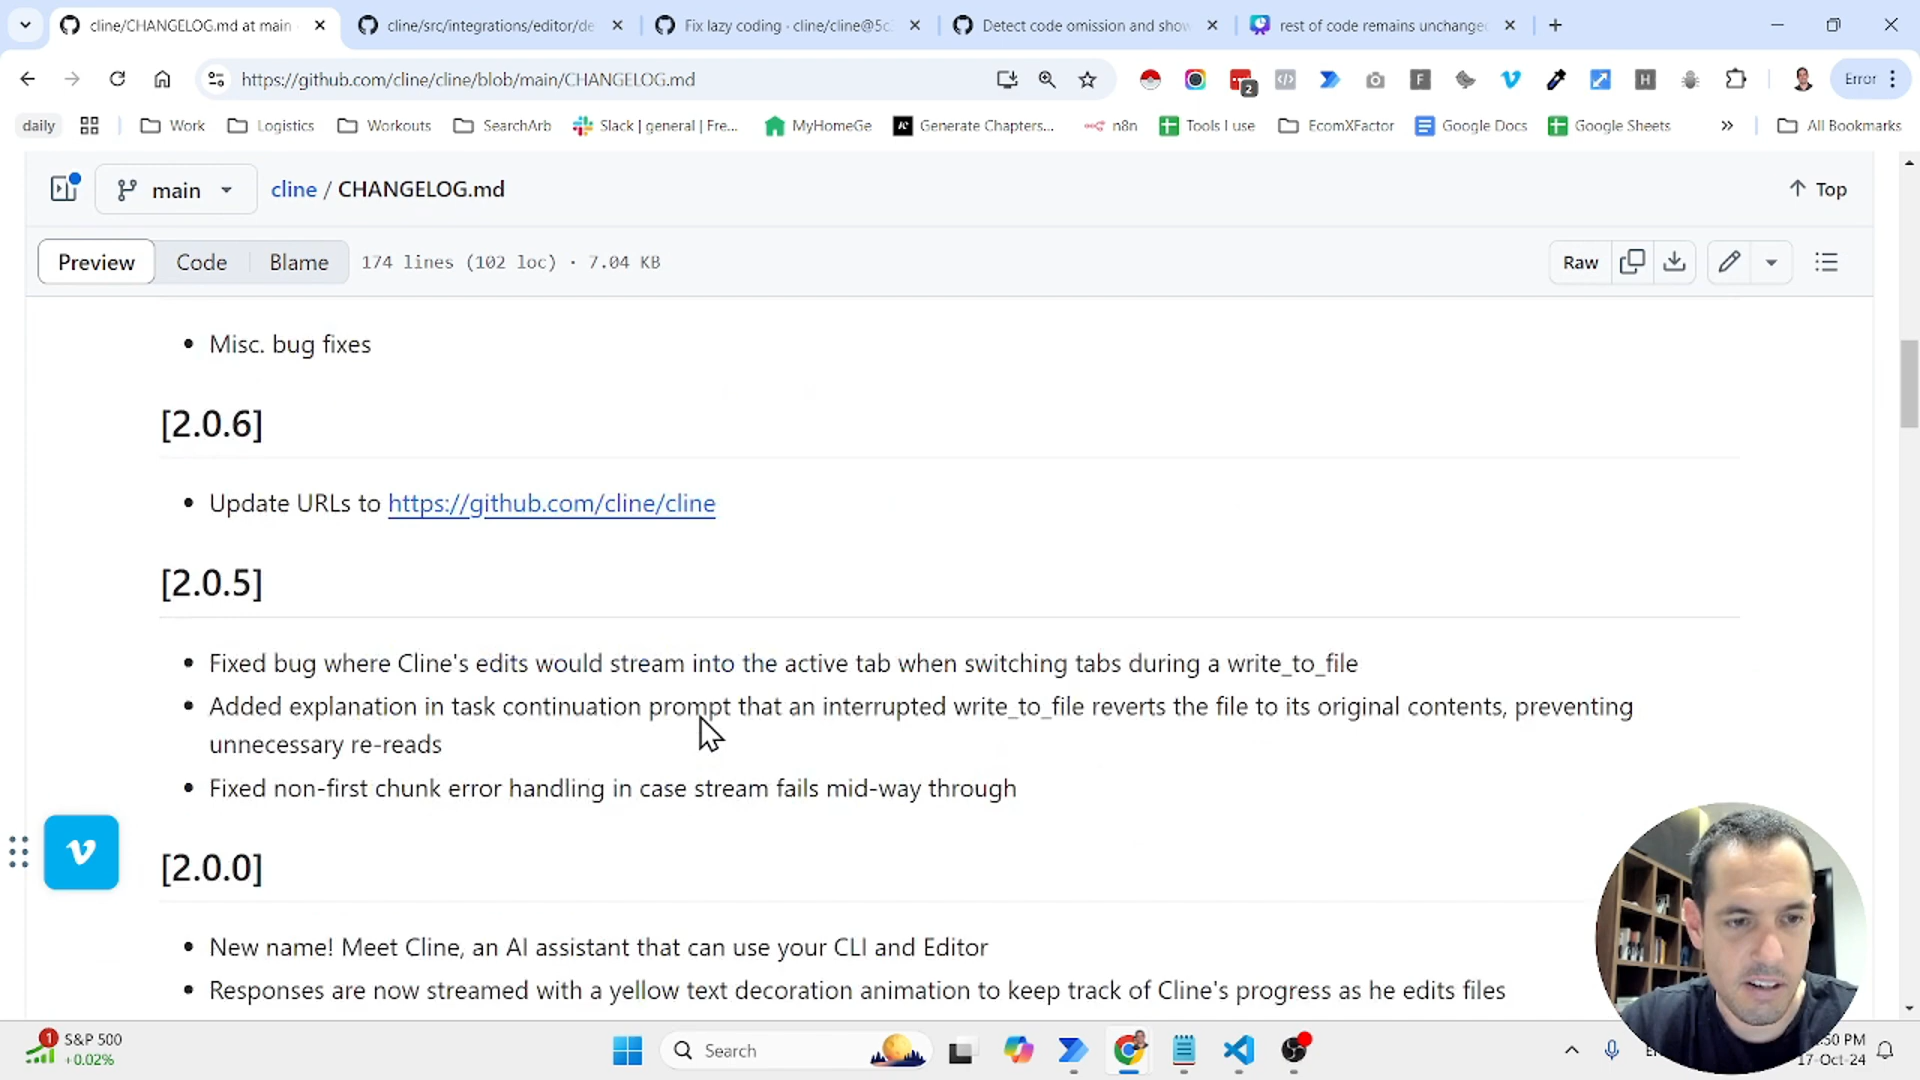 cline/CHANGELOG.md at main
cline/src/integrations/editor/de
Fix lazy coding · cline/cline@5c
Detect code omission and show
rest of code remains unchange
https://github.com/cline/cline/blob/main/CHANGELOG.md
2
Error
daily
Work
Logistics
Workouts
SearchArb
Slack | general | Fre...
MyHomeGe
Generate Chapters...
n8n
Tools I use
EcomXFactor
Google Docs
Google Sheets
All Bookmarks
main
cline / CHANGELOG.md
Top
Preview
Code
Blame
174 lines (102 loc) · 7.04 KB
Raw
• Misc. bug fixes
[2.0.6]
• Update URLs to https://github.com/cline/cline
[2.0.5]
• Fixed bug where Cline's edits would stream into the active tab when switching tabs during a write_to_file
• Added explanation in task continuation prompt that an interrupted write_to_file reverts the file to its original contents, preventing
unnecessary re-reads
• Fixed non-first chunk error handling in case stream fails mid-way through
[2.0.0]
• New name! Meet Cline, an AI assistant that can use your CLI and Editor
• Responses are now streamed with a yellow text decoration animation to keep track of Cline's progress as he edits files
1
S&P 500
+0.02%
Search
:50 PM
17-Oct-24